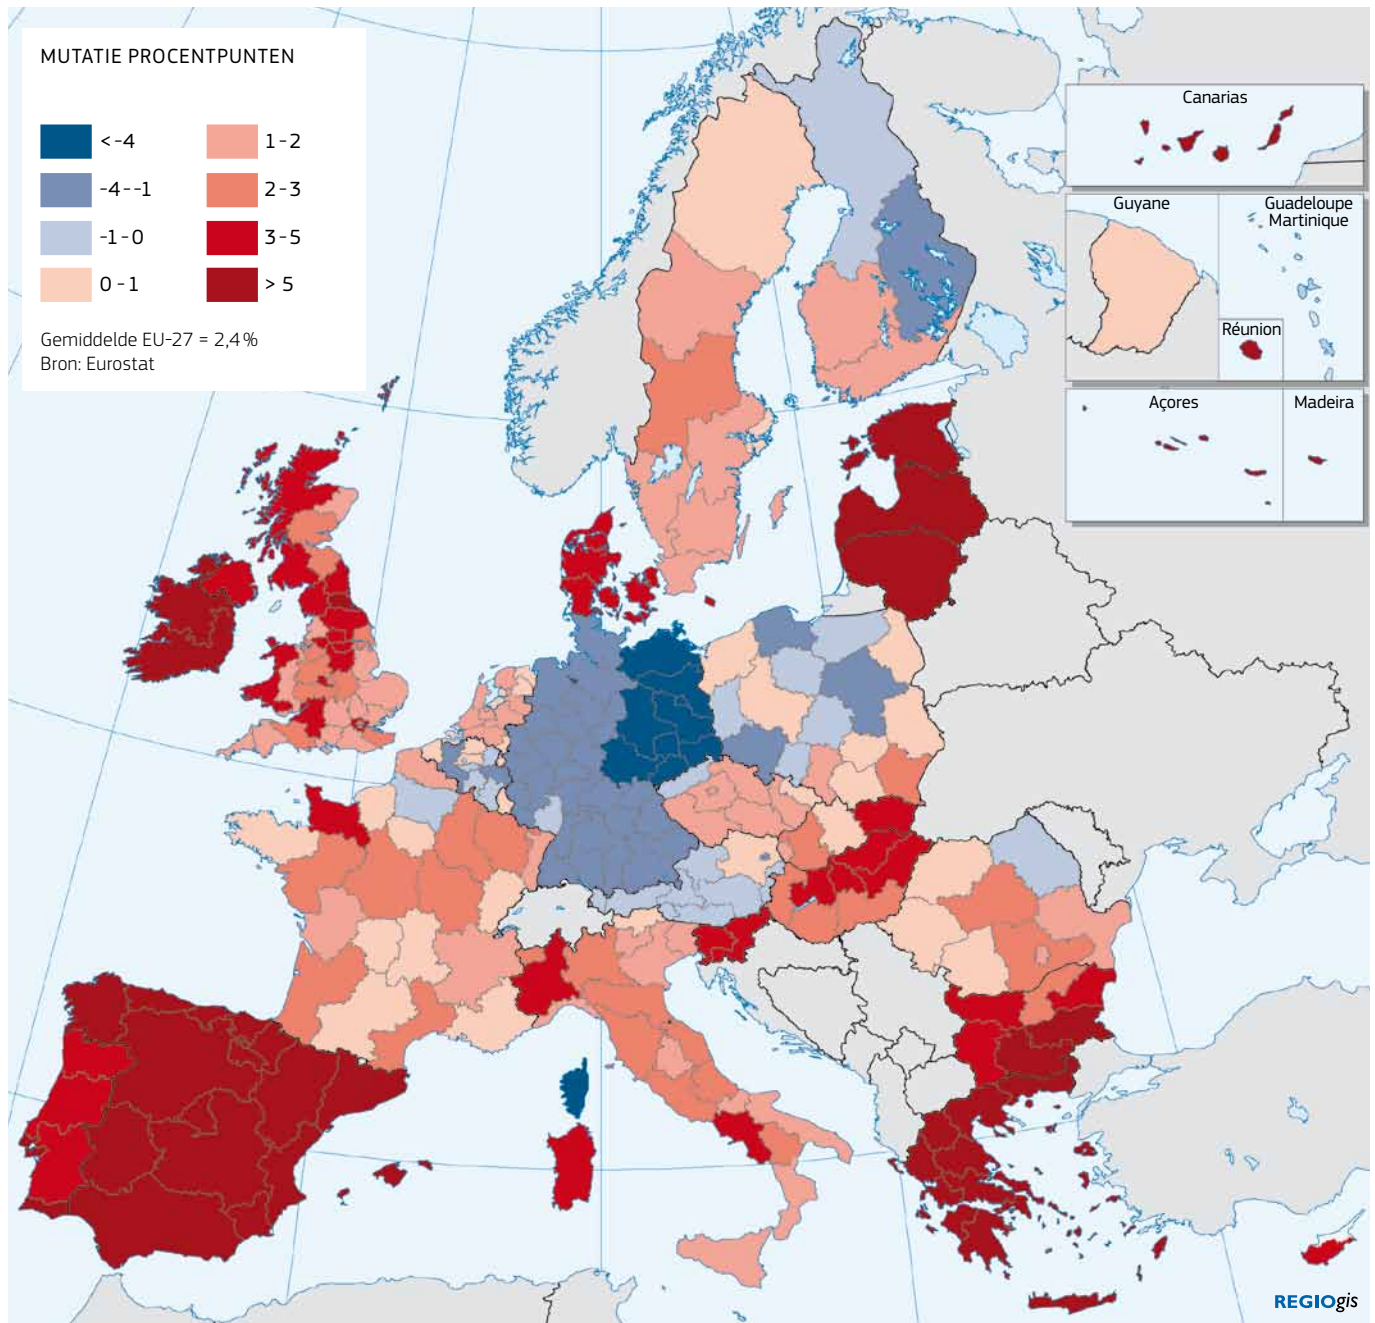 MUTATIE PROCENTPUNTEN
< -4
-4--1
-1 - 0
0 - 1
1 - 2
2 - 3
3 - 5
> 5
Gemiddelde EU-27 = 2,4 %
Bron: Eurostat
Canarias
Guyane
Guadeloupe
Martinique
Réunion
Açores
Madeira
REGIOgis